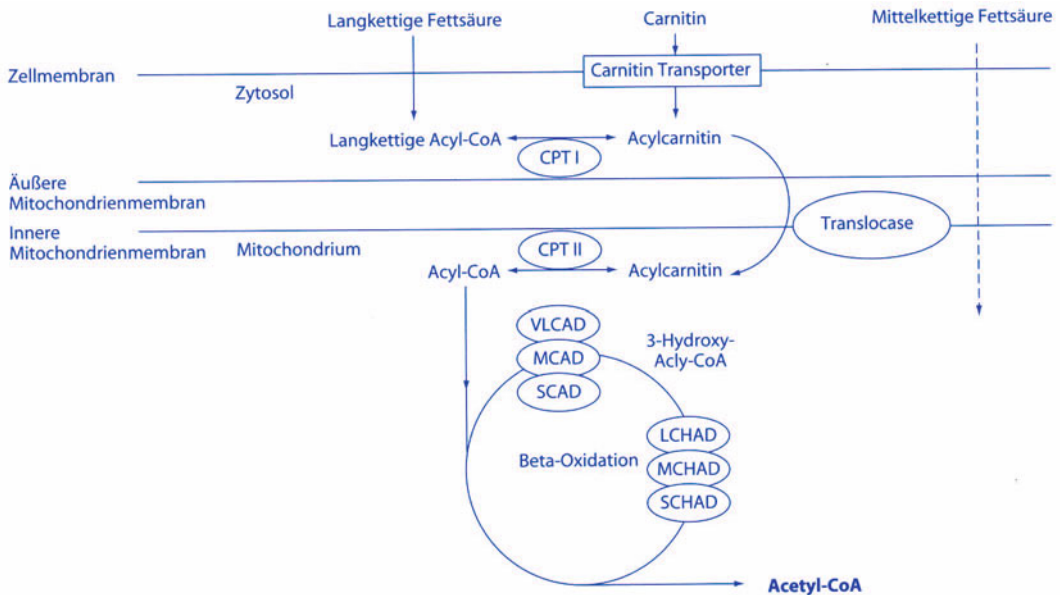 Langkettige Fettsäure
Carnitin
Mittelkettige Fettsäure
Zellmembran
Carnitin Transporter
Zytosol
Langkettige Acyl-CoA
Acylcarnitin
CPT I
Äußere
Mitochondrienmembran
Translocase
Innere
Mitochondrienmembran
Mitochondrium
CPT II
Acyl-CoA
Acylcarnitin
VLCAD
MCAD
SCAD
3-Hydroxy-
Acly-CoA
Beta-Oxidation
LCHAD
MCHAD
SCHAD
Acetyl-CoA